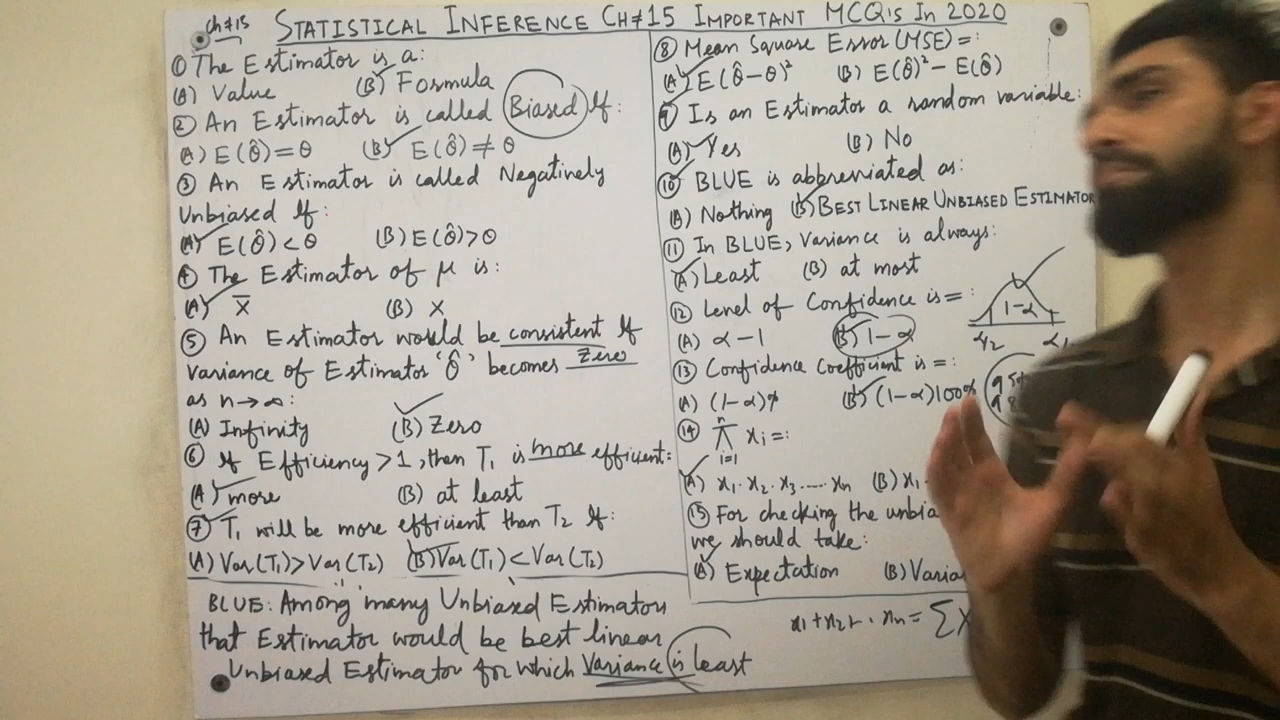 Ch#15 STATISTICAL INFERENCE CH#15 IMPORTANT MCQ'S IN 2020
① The Estimator is a:
(A) Value (B) Formula
② An Estimator is called Biased If:
(A) E(θ̂) = θ (B) E(θ̂) ≠ θ
③ An Estimator is called Negatively
Unbiased If:
(A) E(θ̂) < θ (B) E(θ̂) > θ
④ The Estimator of μ is:
(A) x̄ (B) X
⑤ An Estimator would be consistent If
variance of Estimator 'θ̂' becomes Zero
as n→∞:
(A) Infinity (B) Zero
⑥ If Efficiency > 1, then T₁ is more efficient:
(A) more (B) at least
⑦ T₁ will be more efficient than T₂ If:
(A) Var(T₁) > Var(T₂) (B) Var(T₁) < Var(T₂)
BLUE: Among many Unbiased Estimators
that Estimator would be best linear
Unbiased Estimator for which Variance is least
⑧ Mean Square Error (MSE) =:
(A) E(θ̂-θ)² (B) E(θ̂)² - E(θ̂)
⑨ Is an Estimator a random variable:
(A) Yes (B) No
⑩ BLUE is abbreviated as:
(A) Nothing (B) BEST LINEAR UNBIASED ESTIMATOR
⑪ In BLUE, Variance is always:
(A) Least (B) at most
⑫ Level of Confidence is =:
(A) α - 1 (B) 1 - α
1-α
⑬ Confidence coefficient is =:
(A) (1-α)% (B) (1-α)100%
⑭ π xᵢ =:
n
i=1
(A) x₁·x₂·x₃·----xₙ (B) x₁
⑮ For checking the
we should take:
(A) Expectation (B)
x₁+x₂+··xₙ = ΣX